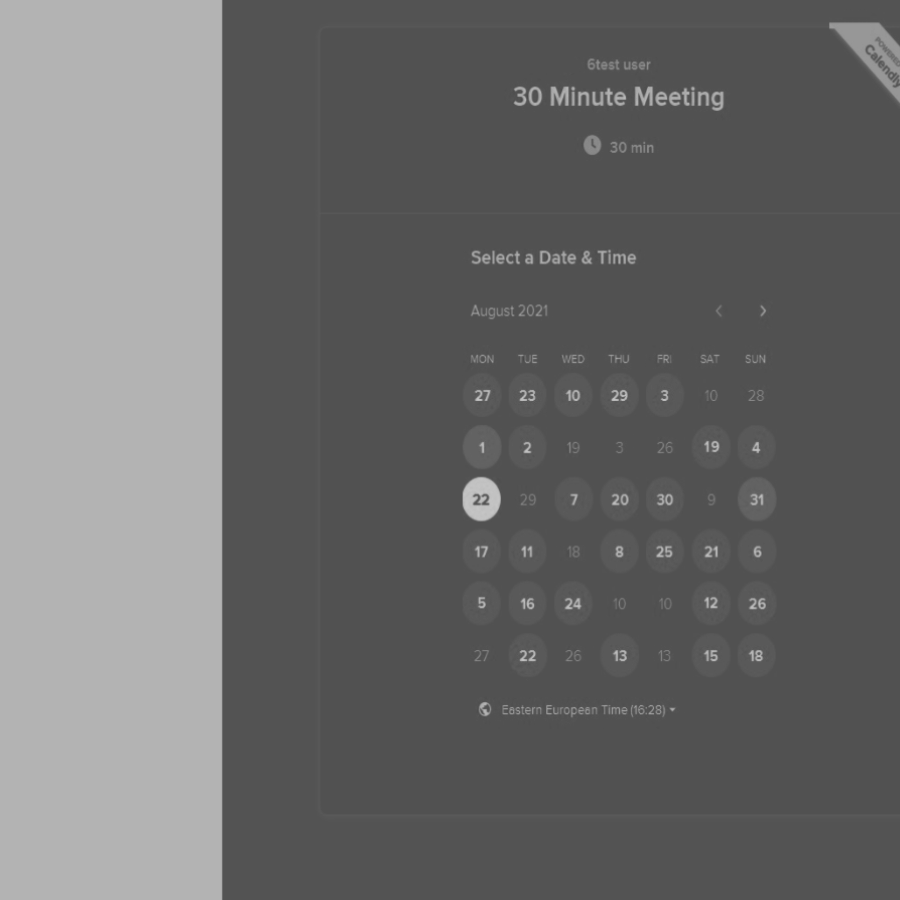 POWERED
Calendly
6test user
30 Minute Meeting
30 min
Select a Date & Time
August 2021
MON TUE WED THU FRI SAT SUN
27 23 10 29 3 10 28
1 2 19 3 26 19 4
22 29 7 20 30 9 31
17 11 18 8 25 21 6
5 16 24 10 10 12 26
27 22 26 13 13 15 18
Eastern European Time (16:28)